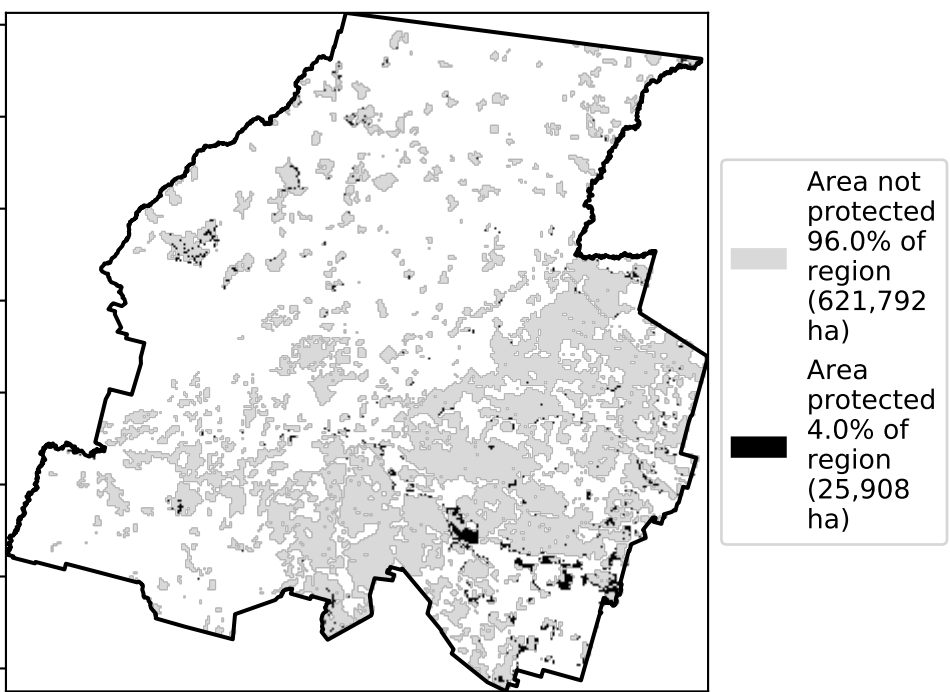 Area not
protected
96.0% of
region
(621,792
ha)
Area
protected
4.0% of
region
(25,908
ha)